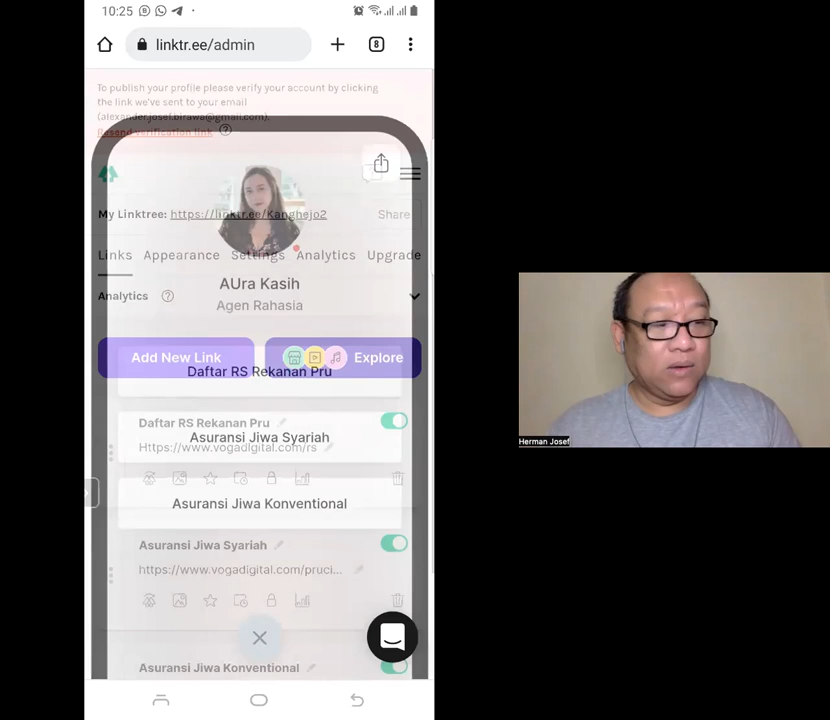 10:25
linktr.ee/admin
8
To publish your profile please verify your account by clicking
the link we've sent to your email
(alexander.josef.birawa@gmail.com).
Resend verification link ?
My Linktree: https://linktr.ee/Kanghejo2
Share
Links Appearance Settings Analytics Upgrade
AUra Kasih
Analytics ?
Agen Rahasia
Add New Link
Explore
Daftar RS Rekanan Pru
Daftar RS Rekanan Pru
Asuransi Jiwa Syariah
Https://www.vogadigital.com/rs
Asuransi Jiwa Konventional
Asuransi Jiwa Syariah
https://www.vogadigital.com/pruci...
Asuransi Jiwa Konventional
Herman Josef